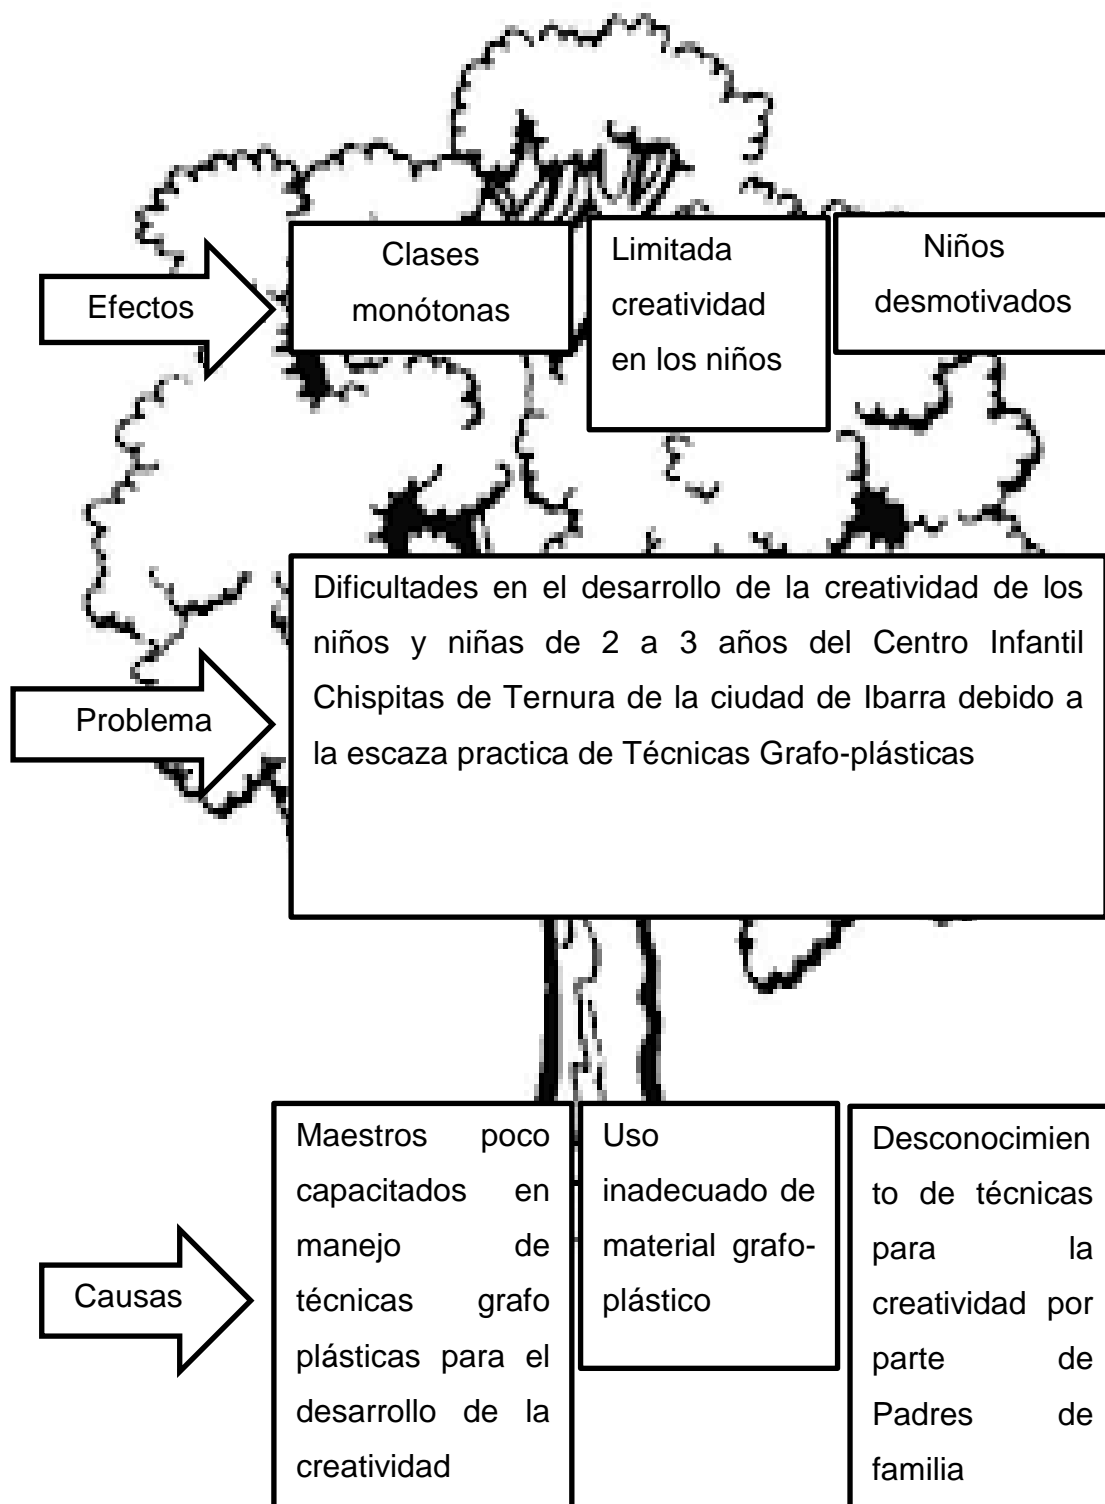 Efectos
Clases
monótonas
Limitada
creatividad
en los niños
Niños
desmotivados
Problema
Dificultades en el desarrollo de la creatividad de los
niños y niñas de 2 a 3 años del Centro Infantil
Chispitas de Ternura de la ciudad de Ibarra debido a
la escaza practica de Técnicas Grafo-plásticas
Causas
Maestros poco
capacitados en
manejo de
técnicas grafo
plásticas para el
desarrollo de la
creatividad
Uso
inadecuado de
material grafo-
plástico
Desconocimien
to de técnicas
para la
creatividad por
parte de
Padres de
familia